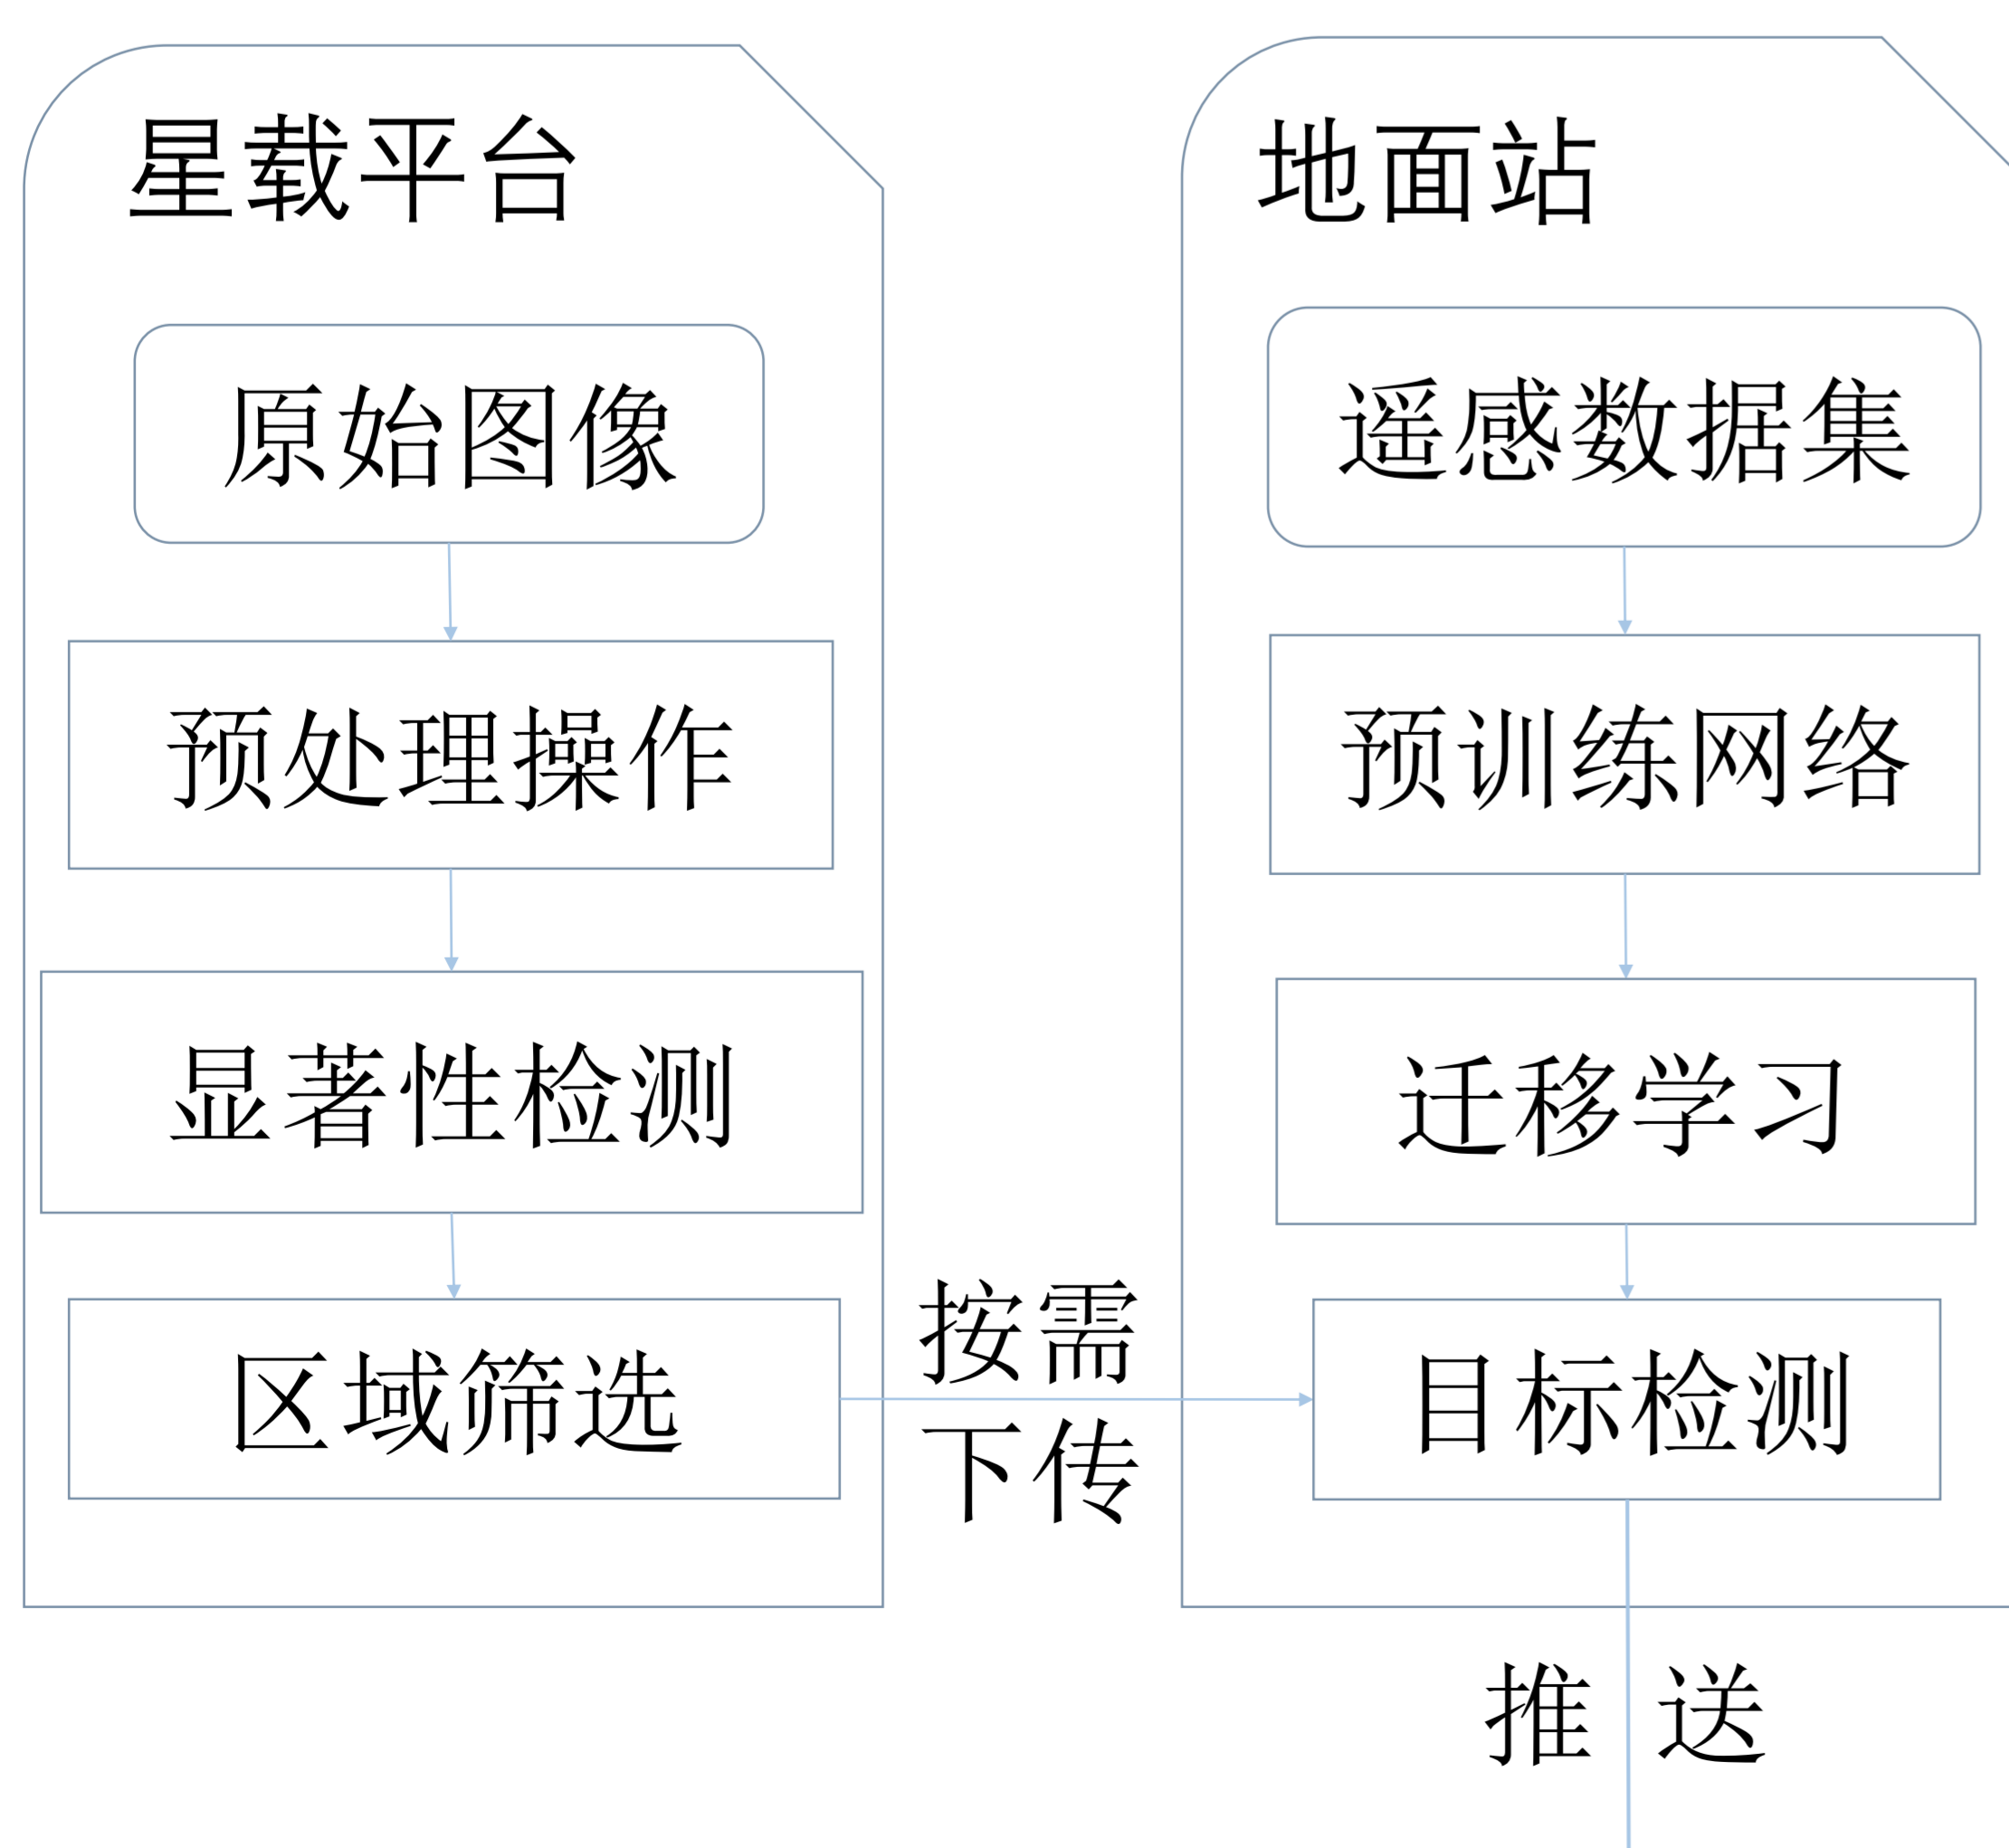 星载平台
原始图像
预处理操作
显著性检测
区域筛选
按需
下传
地面站
遥感数据集
预训练网络
迁移学习
目标检测
推 送